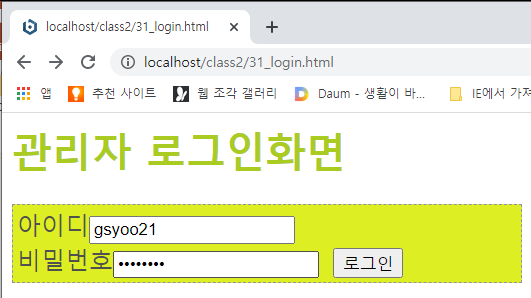 localhost/class2/31_login.html
localhost/class2/31_login.html
앱 추천 사이트 웹 조각 갤러리 Daum - 생활이 바... IE에서 가져
관리자 로그인화면
아이디 gsyoo21
비밀번호 •••••••• 로그인